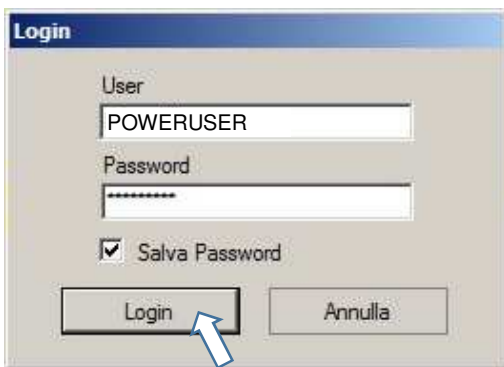 Login
User
POWERUSER
Password
*********
Salva Password
Login Annulla